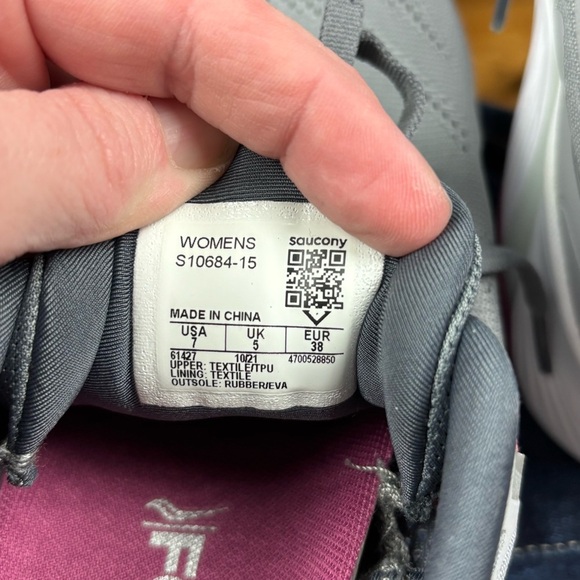 WOMENS
S10684-15
saucony
MADE IN CHINA
USA UK EUR
7 5 38
61427 10/21 4700528850
UPPER: TEXTILE/TPU
LINING: TEXTILE
OUTSOLE: RUBBER/EVA